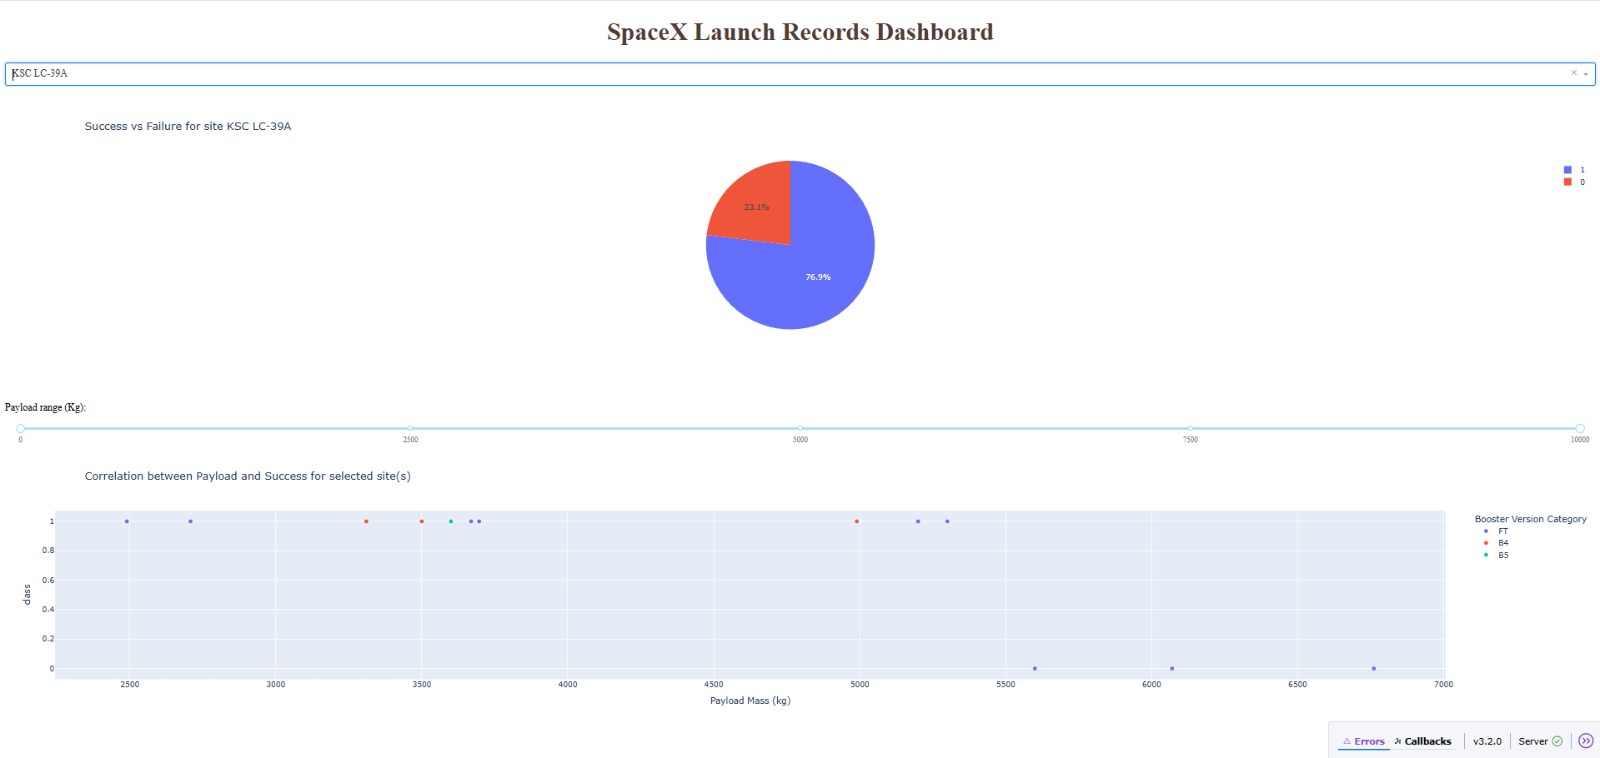 SpaceX Launch Records Dashboard
KSC LC-39A
Success vs Failure for site KSC LC-39A
1
0
23.1%
76.9%
Payload range (Kg):
0 2500 5000 7500 10000
Correlation between Payload and Success for selected site(s)
Booster Version Category
FT
B4
B5
class
1
0.8
0.6
0.4
0.2
0
2500 3000 3500 4000 4500 5000 5500 6000 6500 7000
Payload Mass (kg)
Errors Callbacks v3.2.0 Server